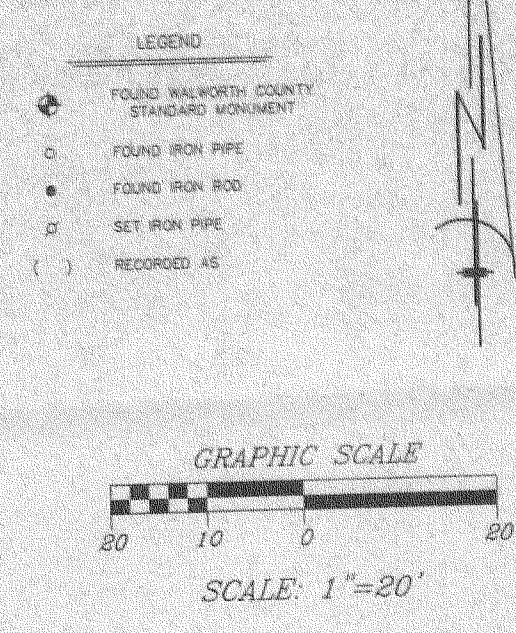 LEGEND
FOUND WALWORTH COUNTY
STANDARD MONUMENT
FOUND IRON PIPE
FOUND IRON ROD
SET IRON PIPE
( ) RECORDED AS
N
GRAPHIC SCALE
20 10 0 20
SCALE: 1"=20'